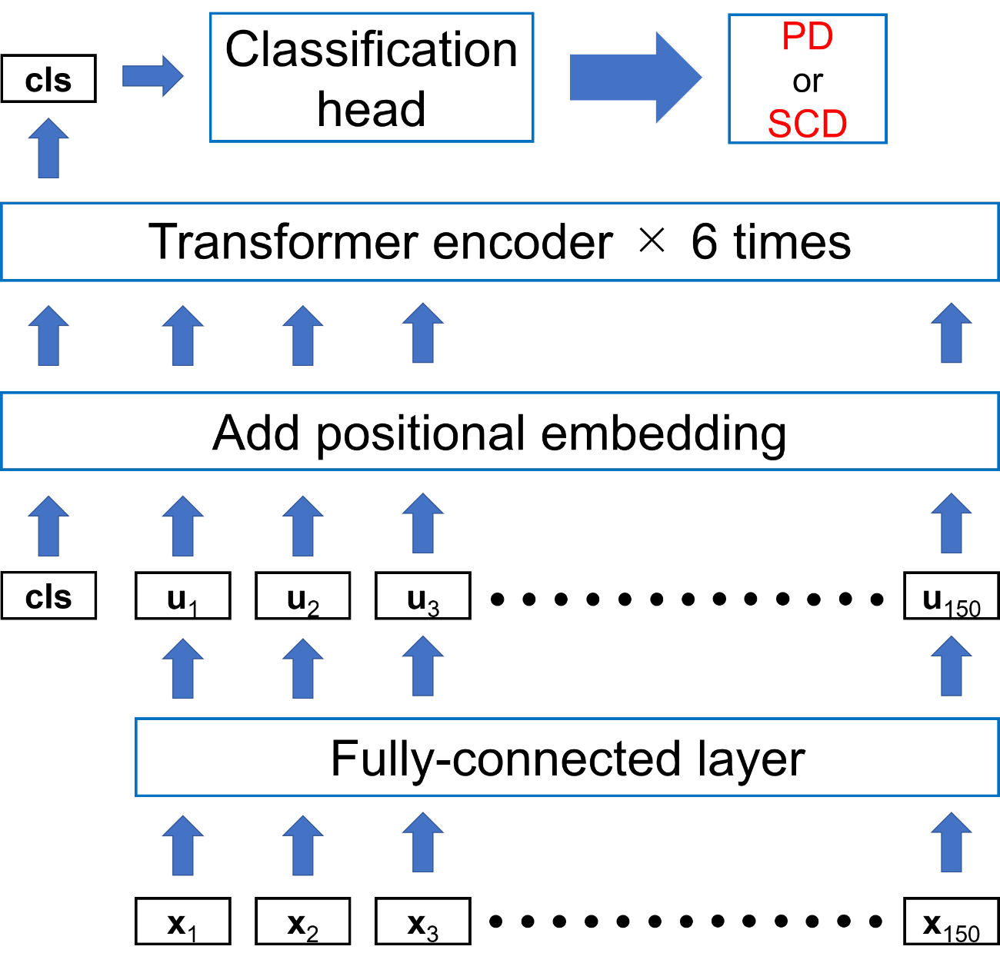 cls
Classification
head
PD
or
SCD
Transformer encoder × 6 times
Add positional embedding
cls u1 u2 u3 u150
Fully-connected layer
x1 x2 x3 x150